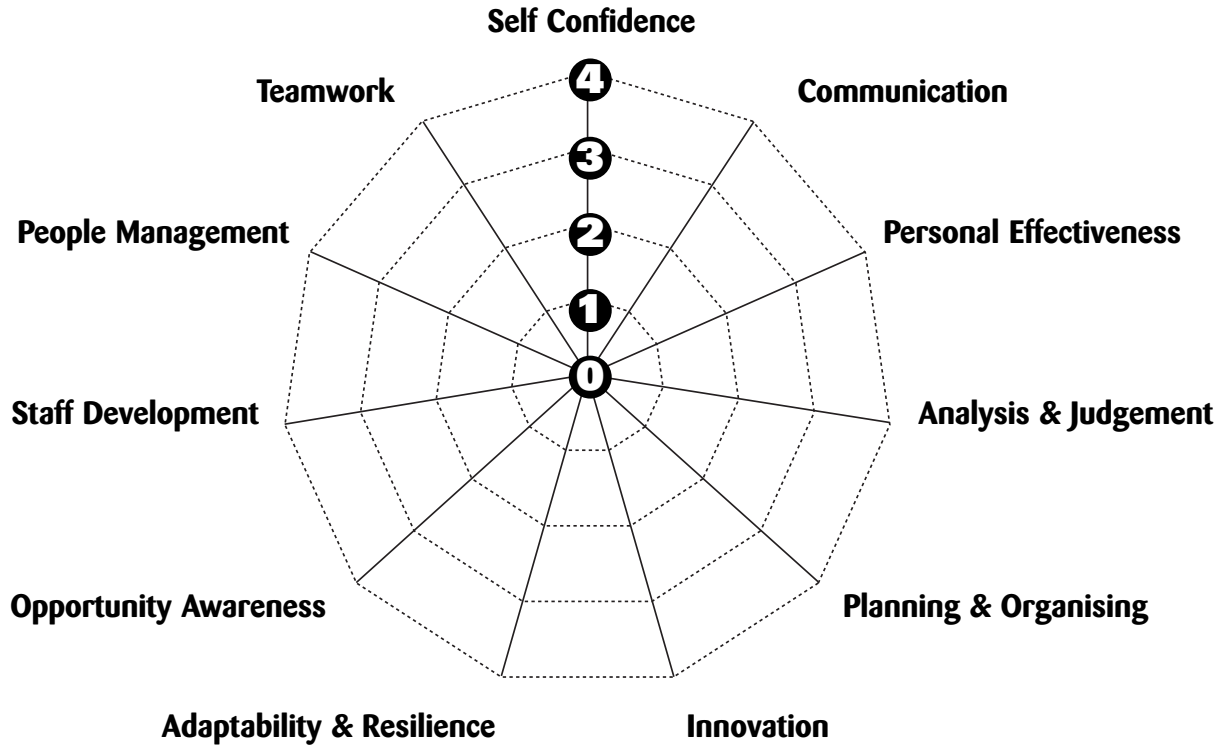 Self Confidence
4
Teamwork
Communication
3
People Management
2
Personal Effectiveness
1
0
Staff Development
Analysis & Judgement
Opportunity Awareness
Planning & Organising
Adaptability & Resilience
Innovation